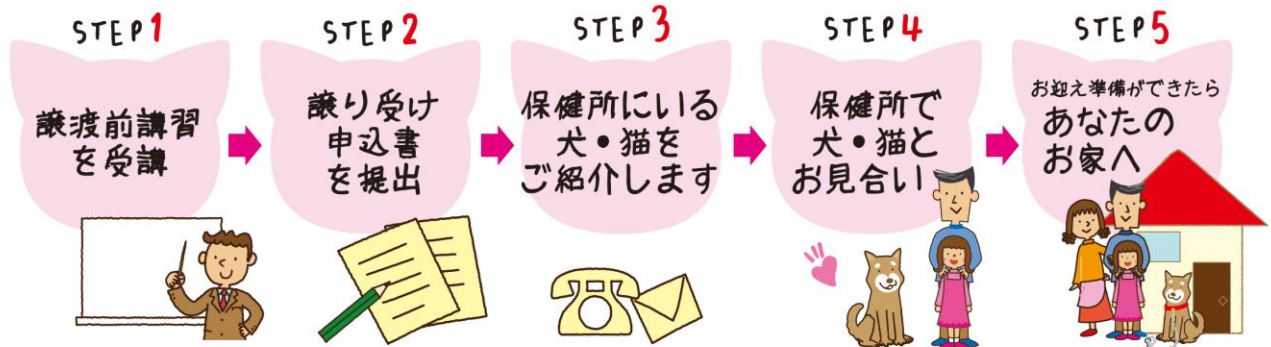 STEP1
譲渡前講習
を受講
STEP2
譲り受け
申込書
を提出
STEP3
保健所にいる
犬・猫を
ご紹介します
STEP4
保健所で
犬・猫と
お見合い
STEP5
お迎え準備ができたら
あなたの
お家へ